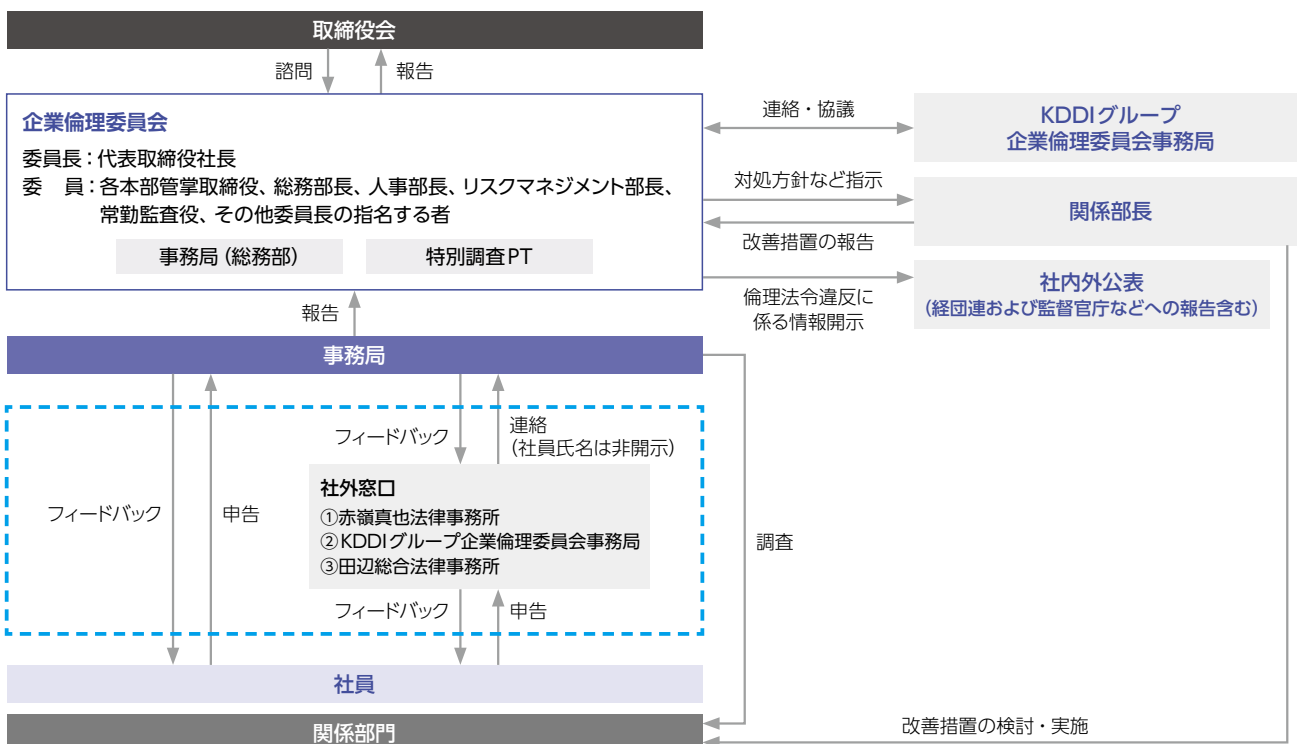 取締役会
諮問
報告
企業倫理委員会
委員長：代表取締役社長
委　員：各本部管掌取締役、総務部長、人事部長、リスクマネジメント部長、
常勤監査役、その他委員長の指名する者
事務局（総務部）
特別調査PT
連絡・協議
KDDIグループ
企業倫理委員会事務局
対処方針など指示
関係部長
改善措置の報告
倫理法令違反に
係る情報開示
社内外公表
（経団連および監督官庁などへの報告含む）
報告
事務局
フィードバック
申告
フィードバック
連絡
（社員氏名は非開示）
社外窓口
①赤嶺真也法律事務所
②KDDIグループ企業倫理委員会事務局
③田辺総合法律事務所
フィードバック
申告
調査
社員
関係部門
改善措置の検討・実施